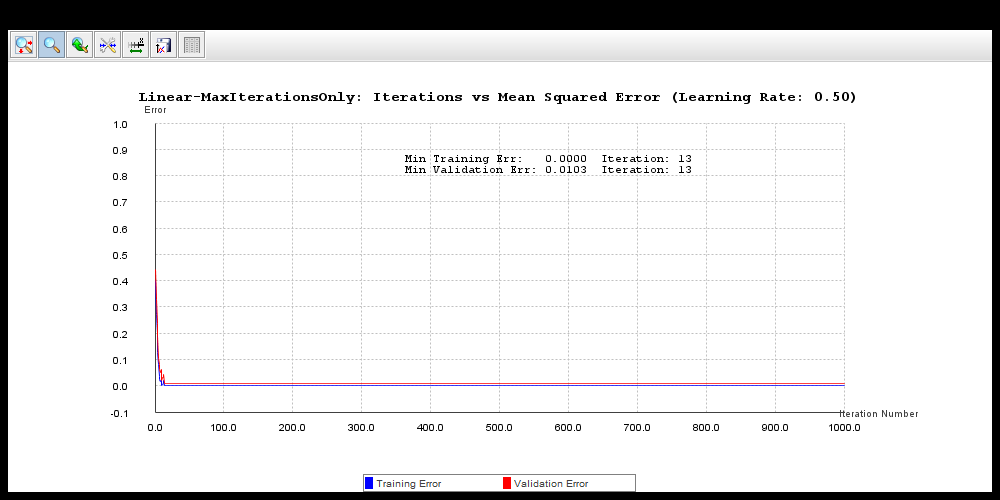 Linear-MaxIterationsOnly: Iterations vs Mean Squared Error (Learning Rate: 0.50)
Error
1.0
0.9
Min Training Err: 0.0000 Iteration: 13
Min Validation Err: 0.0103 Iteration: 13
0.8
0.7
0.6
0.5
0.4
0.3
0.2
0.1
0.0
-0.1
Iteration Number
0.0 100.0 200.0 300.0 400.0 500.0 600.0 700.0 800.0 900.0 1000.0
Training Error Validation Error